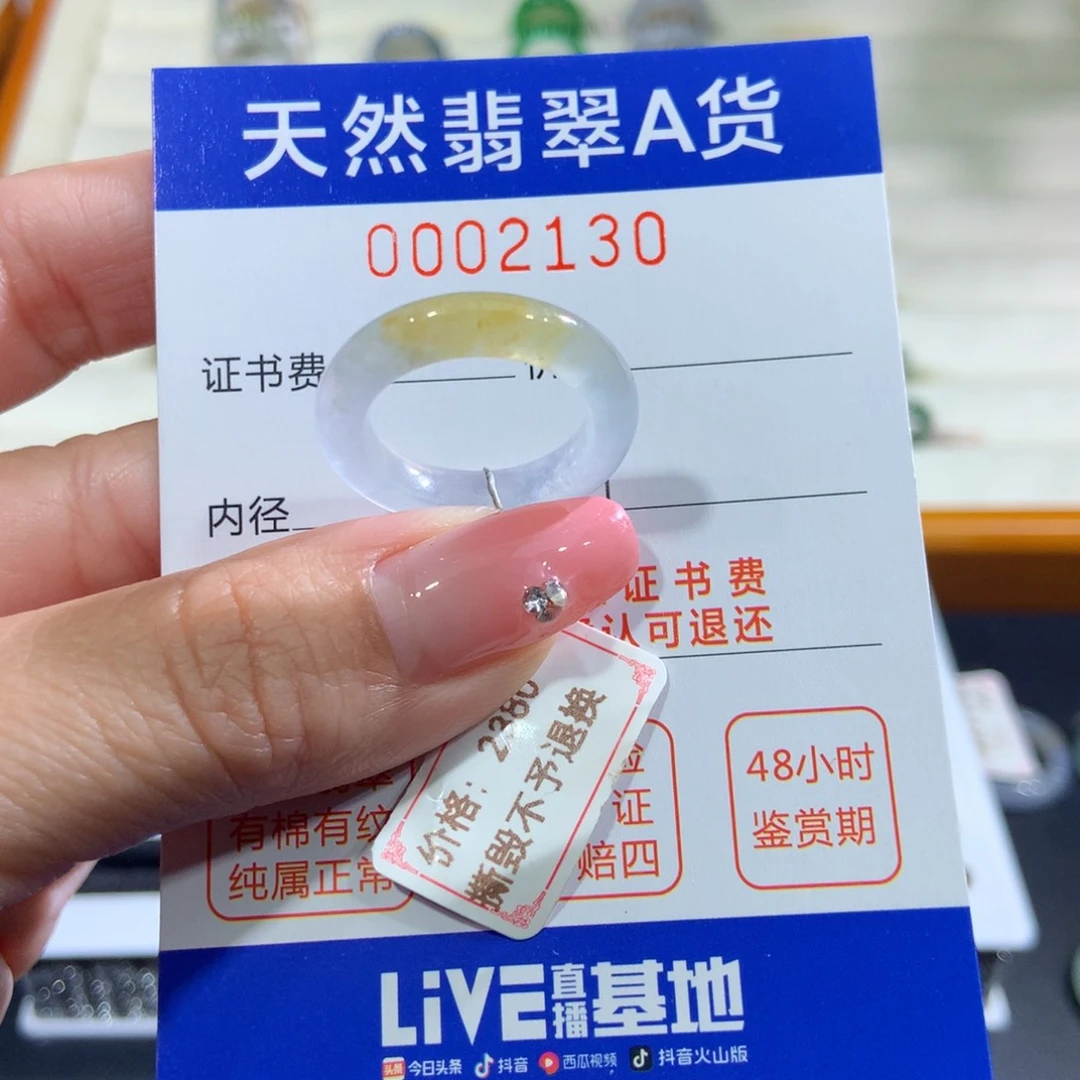 天然翡翠A货
0002130
证书费
内径
证书费
认可退还
价格：2380
撕毁不予退换
有棉有纹
纯属正常
证
赔四
48小时
鉴赏期
LiVE直播基地
头条 今日头条 抖音 西瓜视频 抖音火山版